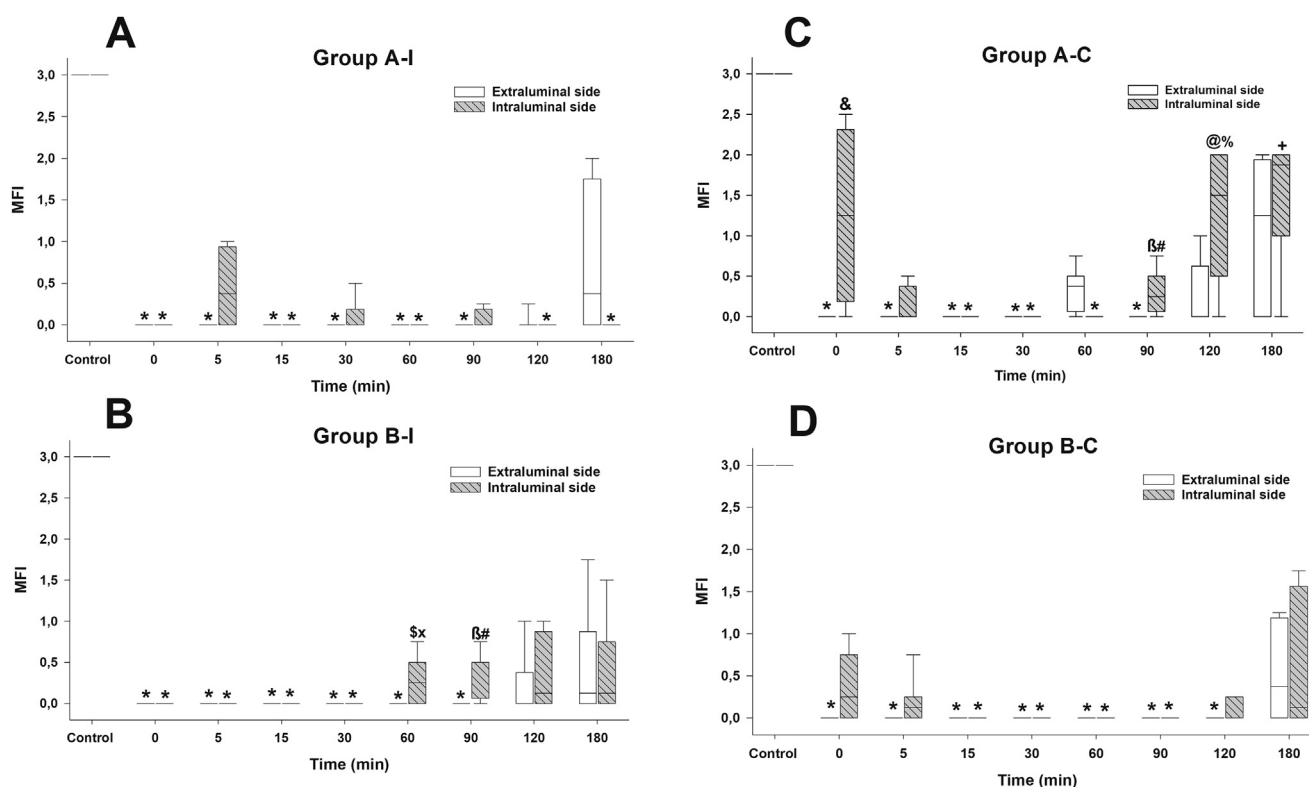 A
Group A-I
3,0
2,5
2,0
1,5
1,0
0,5
0,0
MFI
Extraluminal side
Intraluminal side
* * * * * * * * * * * * *
Control 0 5 15 30 60 90 120 180
Time (min)
C
Group A-C
3,0
2,5
2,0
1,5
1,0
0,5
0,0
MFI
Extraluminal side
Intraluminal side
&
@%
+
ß#
* * * * * * * *
Control 0 5 15 30 60 90 120 180
Time (min)
B
Group B-I
3,0
2,5
2,0
1,5
1,0
0,5
0,0
MFI
Extraluminal side
Intraluminal side
$x ß#
* * * * * * * * * *
Control 0 5 15 30 60 90 120 180
Time (min)
D
Group B-C
3,0
2,5
2,0
1,5
1,0
0,5
0,0
MFI
Extraluminal side
Intraluminal side
* * * * * * * * * * *
Control 0 5 15 30 60 90 120 180
Time (min)